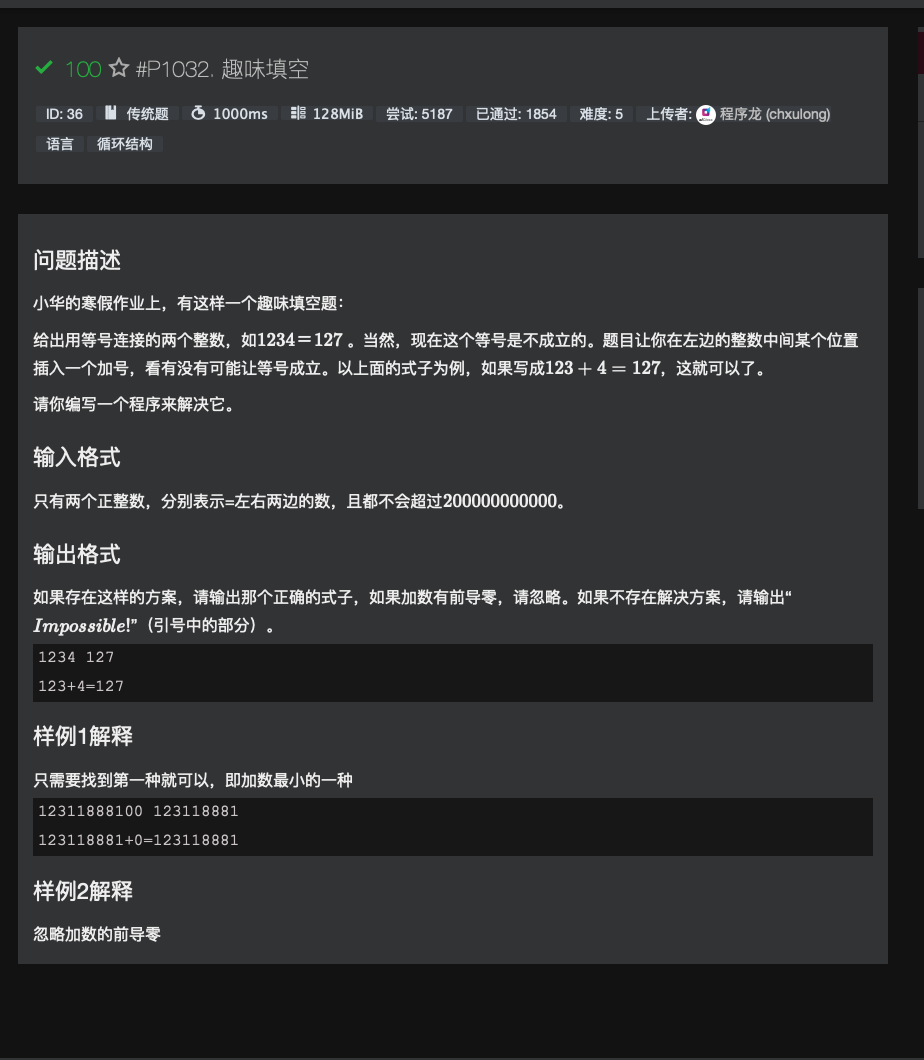 100 #P1032. 趣味填空
ID: 36 传统题 1000ms 128MiB 尝试: 5187 已通过: 1854 难度: 5 上传者: 程序龙 (chxulong)
语言 循环结构
问题描述
小华的寒假作业上，有这样一个趣味填空题：
给出用等号连接的两个整数，如1234=127 。当然，现在这个等号是不成立的。题目让你在左边的整数中间某个位置
插入一个加号，看有没有可能让等号成立。以上面的式子为例，如果写成123 + 4 = 127，这就可以了。
请你编写一个程序来解决它。
输入格式
只有两个正整数，分别表示=左右两边的数，且都不会超过200000000000。
输出格式
如果存在这样的方案，请输出那个正确的式子，如果加数有前导零，请忽略。如果不存在解决方案，请输出“
Impossible!”（引号中的部分）。
1234 127
123+4=127
样例1解释
只需要找到第一种就可以，即加数最小的一种
12311888100 123118881
123118881+0=123118881
样例2解释
忽略加数的前导零